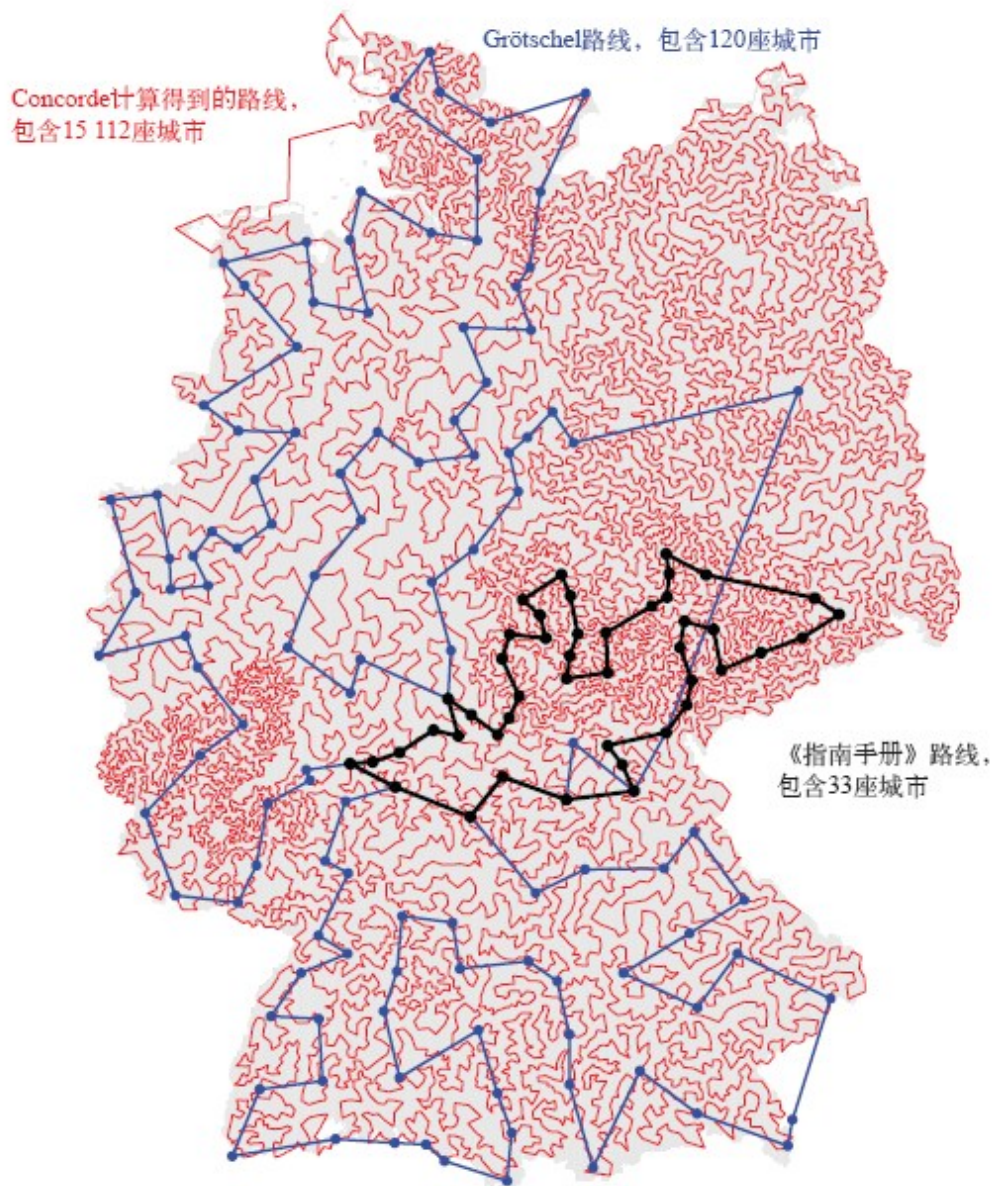 Grötschel路线，包含120座城市
Concorde计算得到的路线，
包含15 112座城市
《指南手册》路线，
包含33座城市